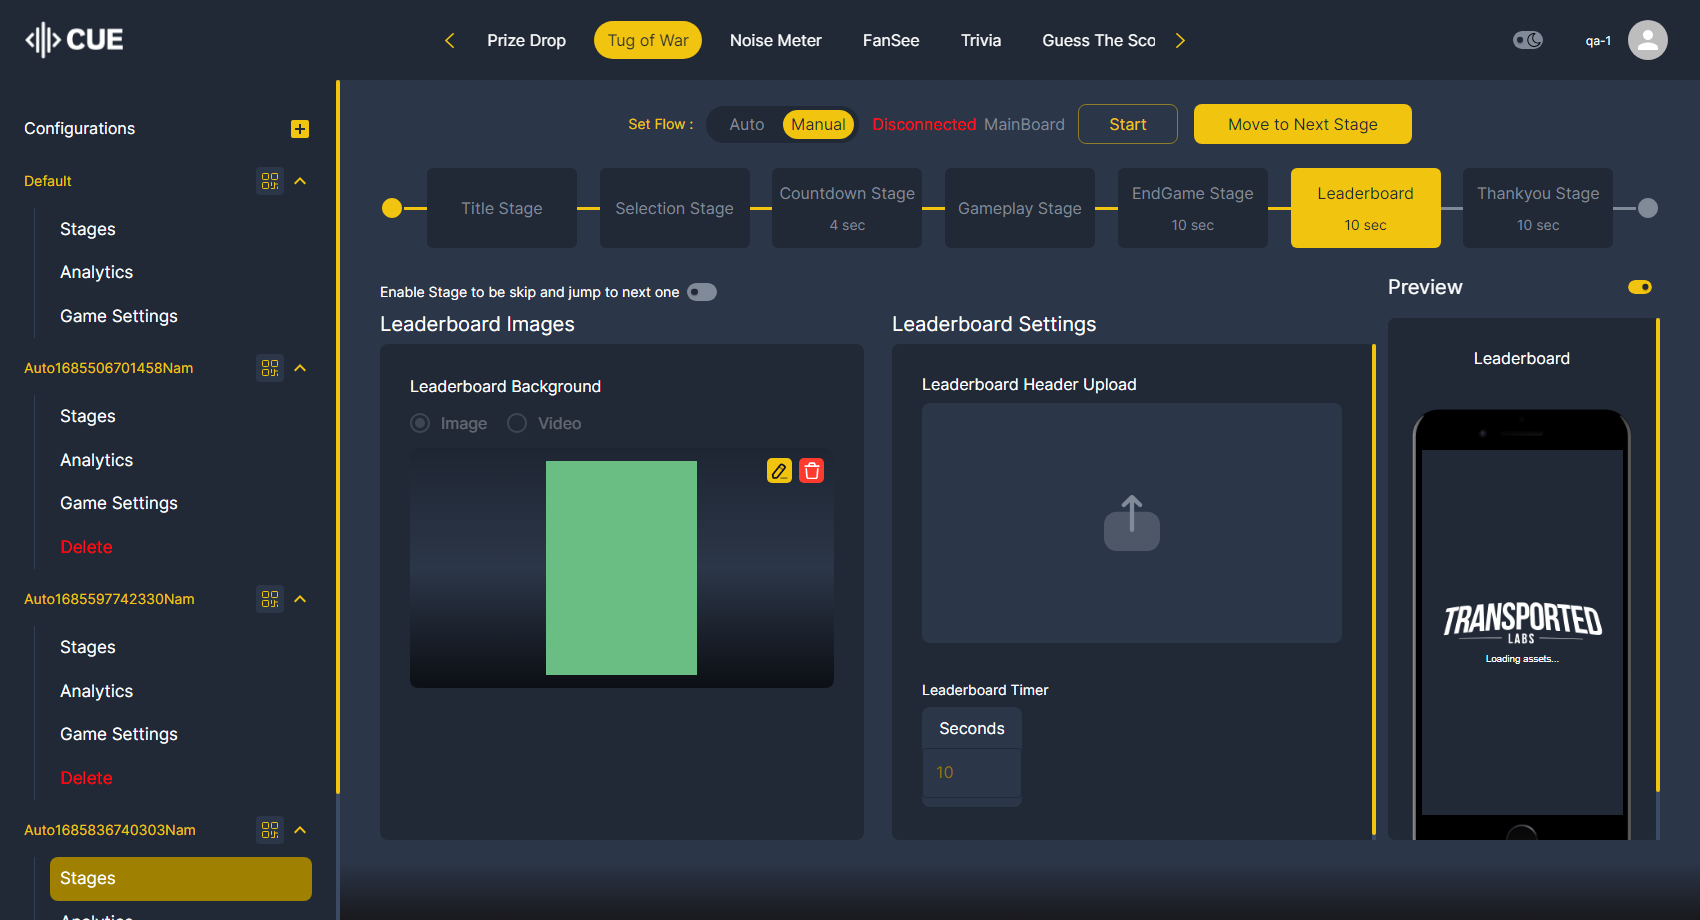 CUE
Prize Drop
Tug of War
Noise Meter
FanSee
Trivia
Guess The Sco
qa-1
Configurations
Default
Stages
Analytics
Game Settings
Auto1685506701458Nam
Stages
Analytics
Game Settings
Delete
Auto1685597742330Nam
Stages
Analytics
Game Settings
Delete
Auto1685836740303Nam
Stages
Analytics
Set Flow :
Auto
Manual
Disconnected MainBoard
Start
Move to Next Stage
Title Stage
Selection Stage
Countdown Stage
4 sec
Gameplay Stage
EndGame Stage
10 sec
Leaderboard
10 sec
Thankyou Stage
10 sec
Enable Stage to be skip and jump to next one
Leaderboard Images
Leaderboard Background
Image
Video
Leaderboard Settings
Leaderboard Header Upload
Leaderboard Timer
Seconds
10
Preview
Leaderboard
TRANSPORTED
LABS
Loading assets...